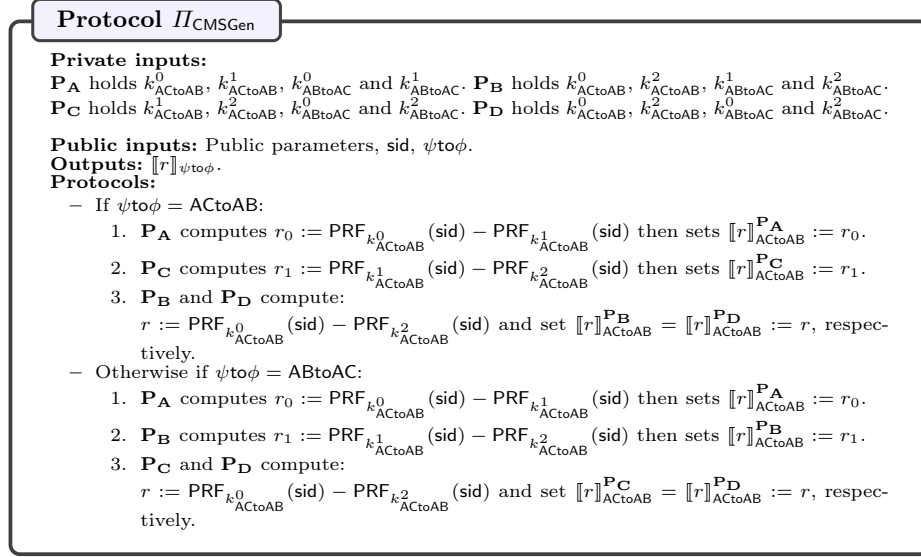 Protocol Π_CMSGen
Private inputs:
P_A holds k^0_ACtoAB, k^1_ACtoAB, k^0_ABtoAC and k^1_ABtoAC. P_B holds k^0_ACtoAB, k^2_ACtoAB, k^1_ABtoAC and k^2_ABtoAC.
P_C holds k^1_ACtoAB, k^2_ACtoAB, k^0_ABtoAC and k^2_ABtoAC. P_D holds k^0_ACtoAB, k^2_ACtoAB, k^0_ABtoAC and k^2_ABtoAC.
Public inputs: Public parameters, sid, ψtoϕ.
Outputs: ⟦r⟧_ψtoϕ.
Protocols:
– If ψtoϕ = ACtoAB:
1. P_A computes r_0 := PRF_{k^0_ACtoAB}(sid) − PRF_{k^1_ACtoAB}(sid) then sets ⟦r⟧^{P_A}_ACtoAB := r_0.
2. P_C computes r_1 := PRF_{k^1_ACtoAB}(sid) − PRF_{k^2_ACtoAB}(sid) then sets ⟦r⟧^{P_C}_ACtoAB := r_1.
3. P_B and P_D compute:
r := PRF_{k^0_ACtoAB}(sid) − PRF_{k^2_ACtoAB}(sid) and set ⟦r⟧^{P_B}_ACtoAB = ⟦r⟧^{P_D}_ACtoAB := r, respec-
tively.
– Otherwise if ψtoϕ = ABtoAC:
1. P_A computes r_0 := PRF_{k^0_ACtoAB}(sid) − PRF_{k^1_ACtoAB}(sid) then sets ⟦r⟧^{P_A}_ACtoAB := r_0.
2. P_B computes r_1 := PRF_{k^1_ACtoAB}(sid) − PRF_{k^2_ACtoAB}(sid) then sets ⟦r⟧^{P_B}_ACtoAB := r_1.
3. P_C and P_D compute:
r := PRF_{k^0_ACtoAB}(sid) − PRF_{k^2_ACtoAB}(sid) and set ⟦r⟧^{P_C}_ACtoAB = ⟦r⟧^{P_D}_ACtoAB := r, respec-
tively.